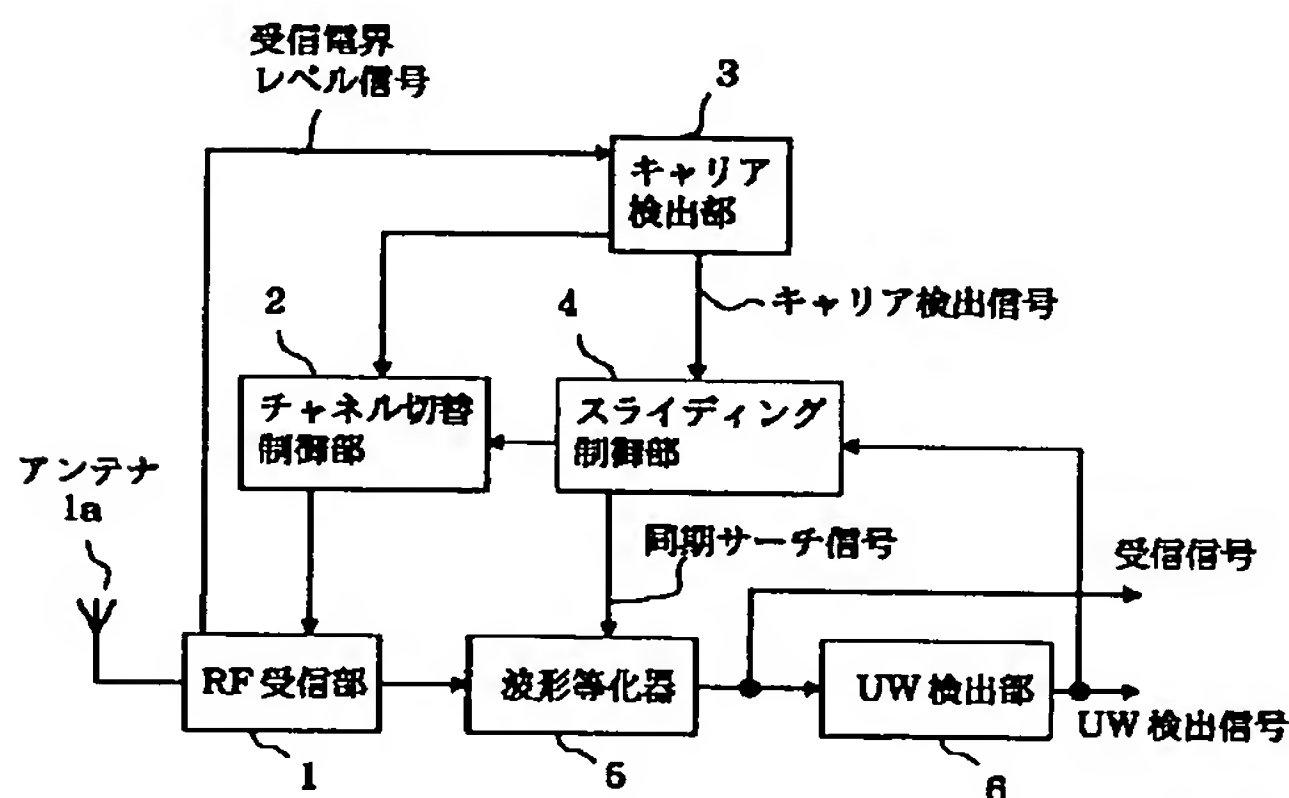 受信電界
レベル信号
3
キャリア
検出部
2
4
キャリア検出信号
チャネル切替
制御部
スライディング
制御部
アンテナ
1a
同期サーチ信号
受信信号
RF受信部
波形等化器
UW検出部
UW検出信号
1
5
6